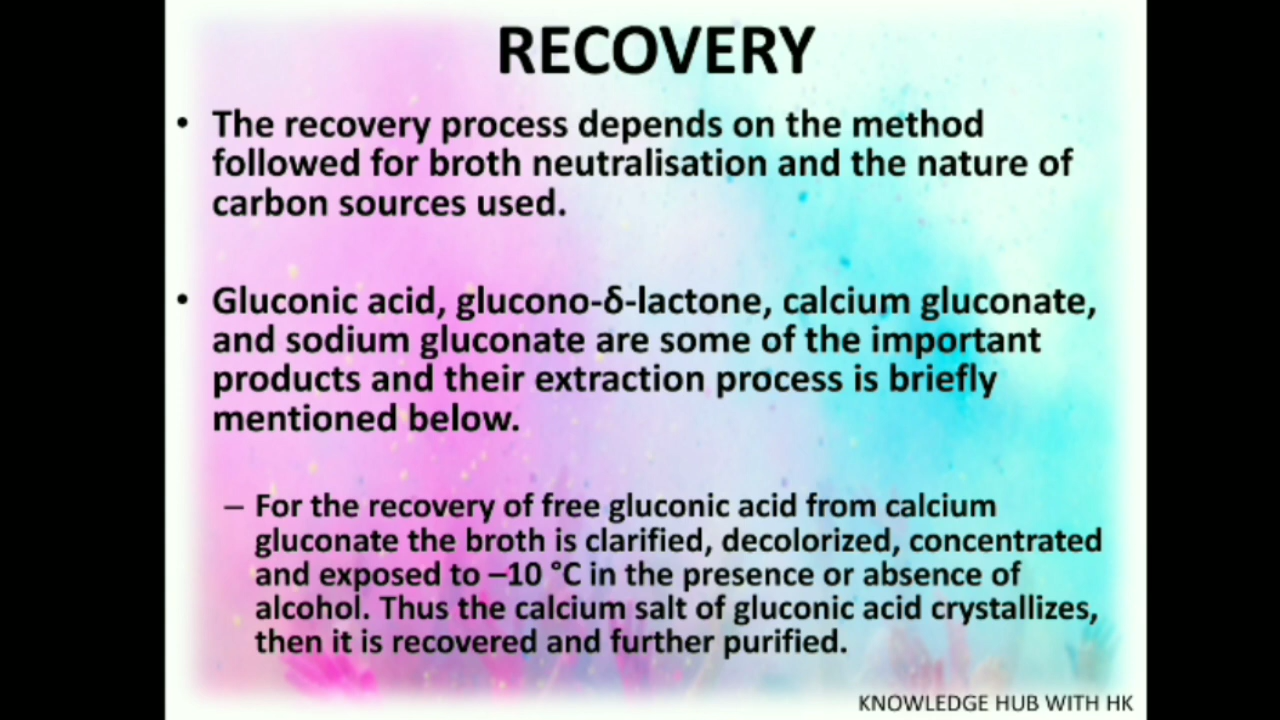 RECOVERY
• The recovery process depends on the method
followed for broth neutralisation and the nature of
carbon sources used.
• Gluconic acid, glucono-δ-lactone, calcium gluconate,
and sodium gluconate are some of the important
products and their extraction process is briefly
mentioned below.
– For the recovery of free gluconic acid from calcium
gluconate the broth is clarified, decolorized, concentrated
and exposed to –10 °C in the presence or absence of
alcohol. Thus the calcium salt of gluconic acid crystallizes,
then it is recovered and further purified.
KNOWLEDGE HUB WITH HK